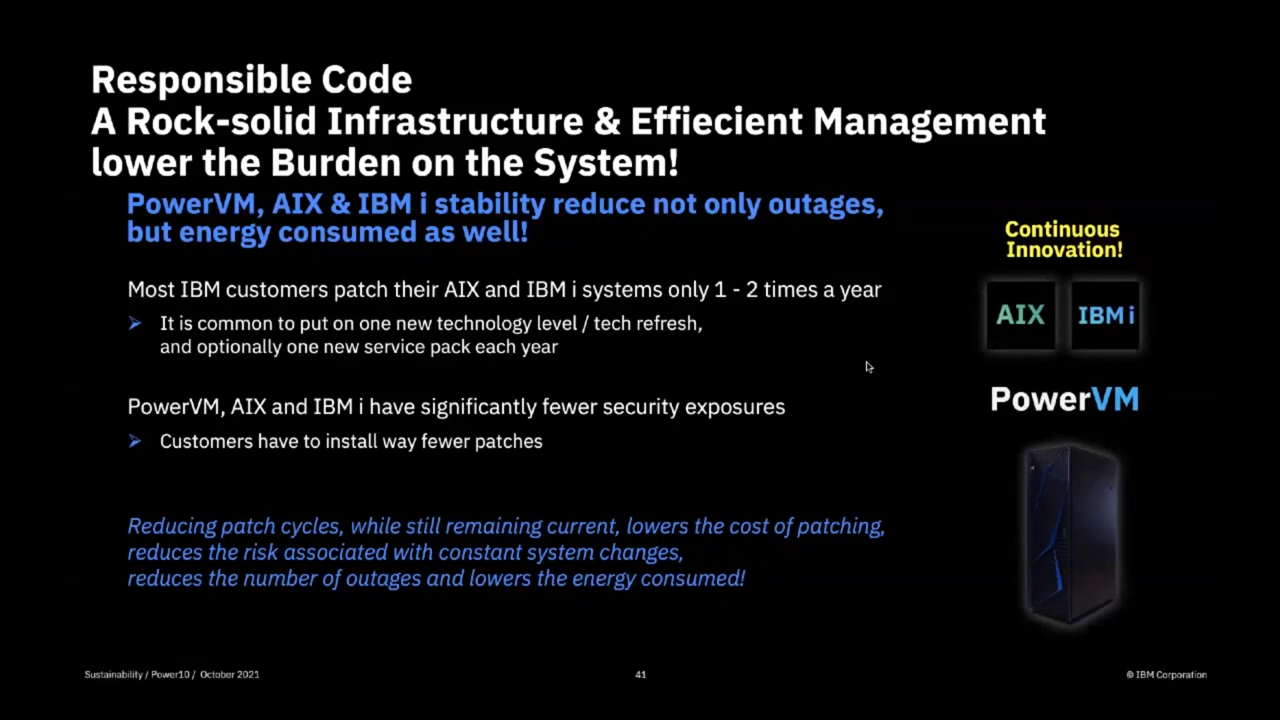 Responsible Code
A Rock-solid Infrastructure & Effiecient Management
lower the Burden on the System!
PowerVM, AIX & IBM i stability reduce not only outages,
but energy consumed as well!
Continuous
Innovation!
Most IBM customers patch their AIX and IBM i systems only 1 - 2 times a year
It is common to put on one new technology level / tech refresh,
and optionally one new service pack each year
AIX
IBM i
PowerVM, AIX and IBM i have significantly fewer security exposures
Customers have to install way fewer patches
PowerVM
Reducing patch cycles, while still remaining current, lowers the cost of patching,
reduces the risk associated with constant system changes,
reduces the number of outages and lowers the energy consumed!
Sustainability / Power10 / October 2021
41
© IBM Corporation